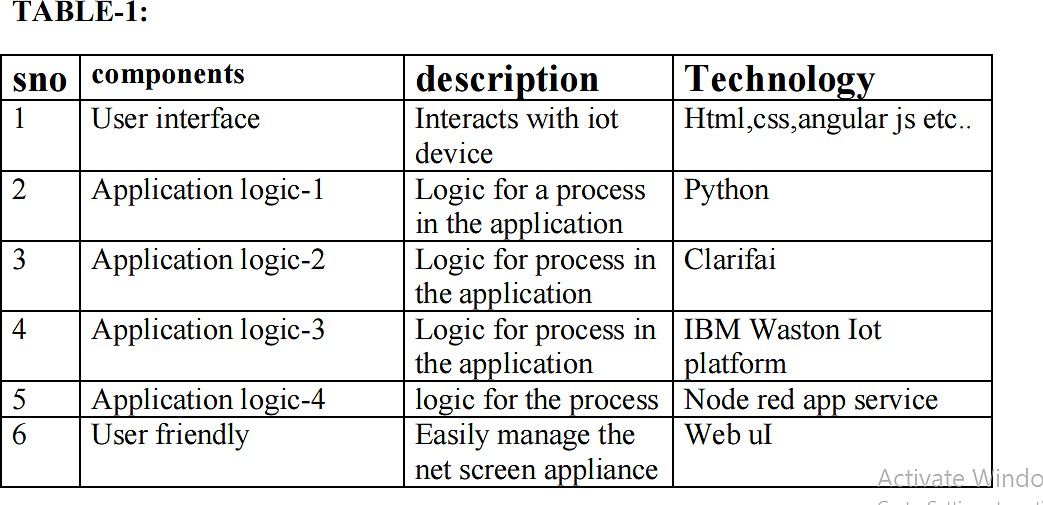 TABLE-1:
sno components description Technology
1 User interface Interacts with iot Html,css,angular js etc..
device
2 Application logic-1 Logic for a process Python
in the application
3 Application logic-2 Logic for process in Clarifai
the application
4 Application logic-3 Logic for process in IBM Waston Iot
the application platform
5 Application logic-4 logic for the process Node red app service
6 User friendly Easily manage the Web uI
net screen appliance
Activate Windo